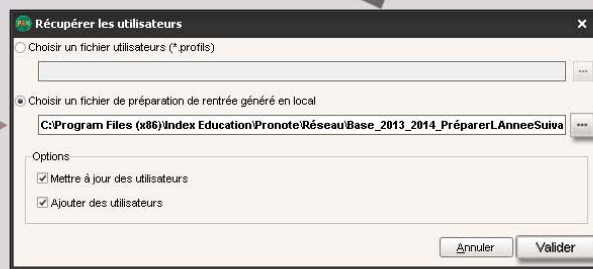 Récupérer les utilisateurs
Choisir un fichier utilisateurs (*.profils)
...
Choisir un fichier de préparation de rentrée généré en local
C:\Program Files (x86)\Index Education\Pronote\Réseau\Base_2013_2014_PréparerLAnneeSuiva
...
Options
Mettre à jour des utilisateurs
Ajouter des utilisateurs
Annuler Valider